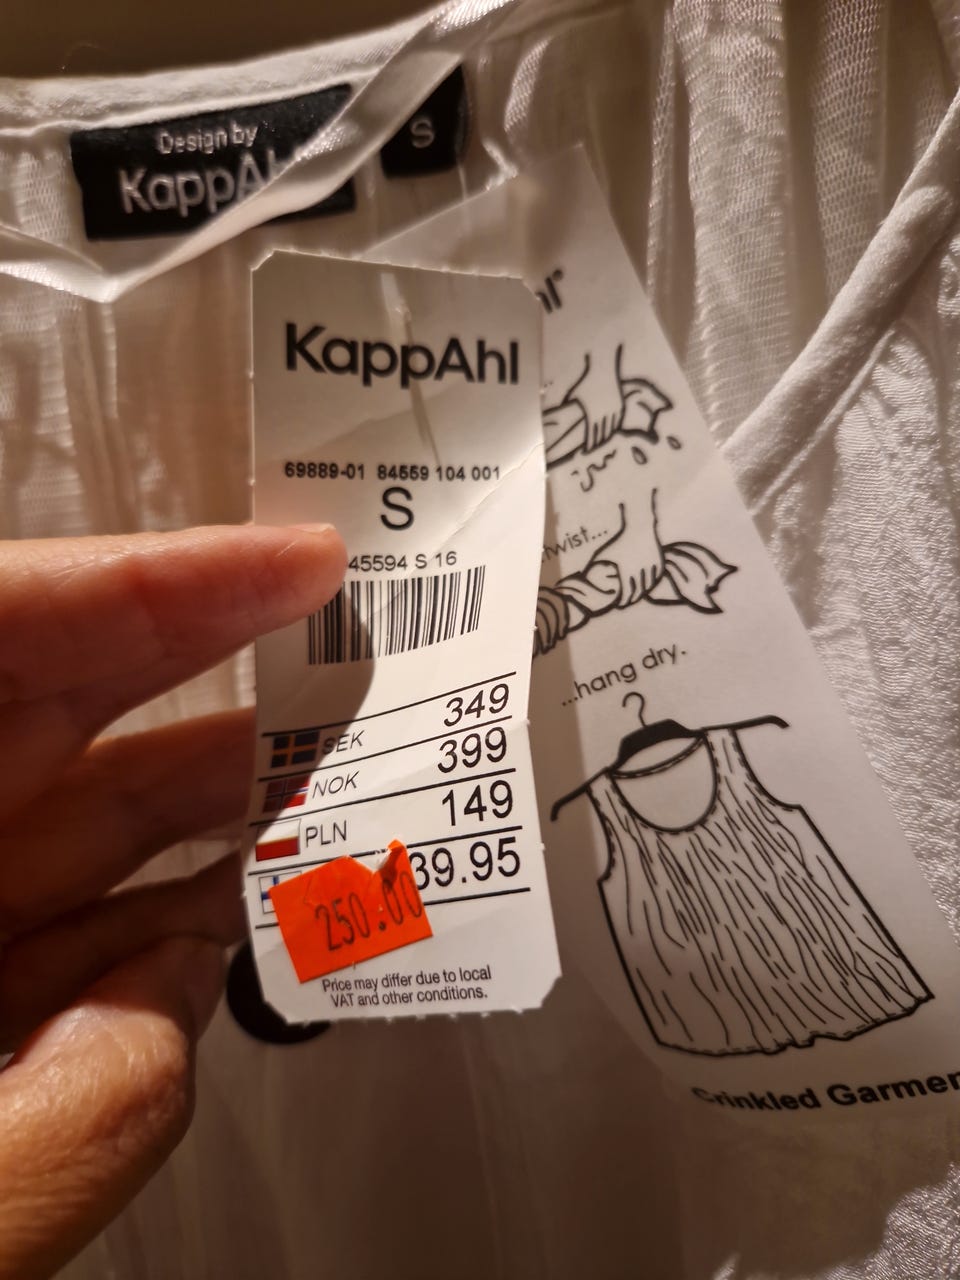 Design by
KappAhl
S
KappAhl
69889-01 84559 104 001
S
45594 S 16
SEK 349
NOK 399
PLN 149
39.95
250.00
Price may differ due to local
VAT and other conditions.
twist...
...hang dry.
Crinkled Garmen